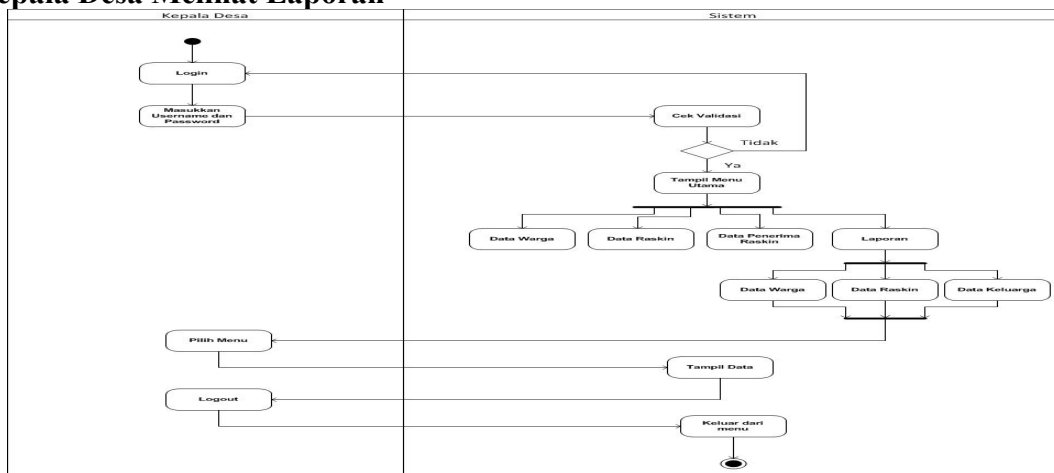 Kepala Desa Melihat Laporan
Kepala Desa
Sistem
Login
Masukkan
Username dan
Password
Cek Validasi
Tidak
Ya
Tampil Menu
Utama
Data Warga
Data Raskin
Data Penerima
Raskin
Laporan
Data Warga
Data Raskin
Data Keluarga
Pilih Menu
Tampil Data
Logout
Keluar dari
menu